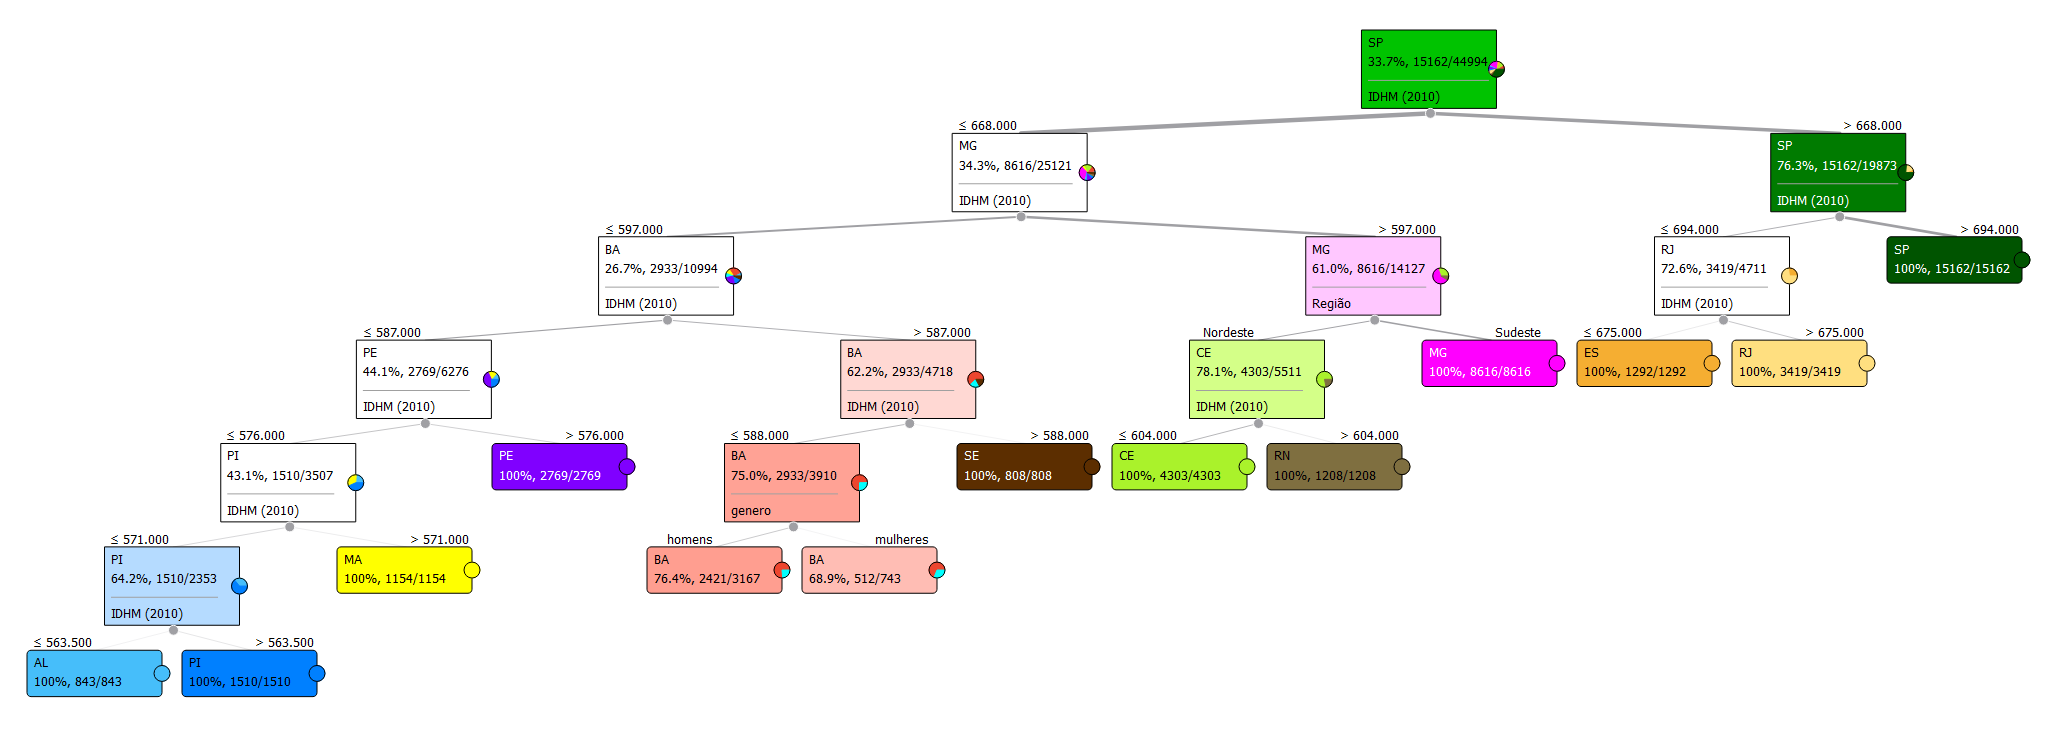 SP
33.7%, 15162/44994
IDHM (2010)
≤ 668.000
> 668.000
MG
34.3%, 8616/25121
IDHM (2010)
SP
76.3%, 15162/19873
IDHM (2010)
≤ 597.000
> 597.000
≤ 694.000
> 694.000
BA
26.7%, 2933/10994
IDHM (2010)
MG
61.0%, 8616/14127
Região
RJ
72.6%, 3419/4711
IDHM (2010)
SP
100%, 15162/15162
≤ 587.000
> 587.000
Nordeste
Sudeste
≤ 675.000
> 675.000
PE
44.1%, 2769/6276
IDHM (2010)
BA
62.2%, 2933/4718
IDHM (2010)
CE
78.1%, 4303/5511
IDHM (2010)
MG
100%, 8616/8616
ES
100%, 1292/1292
RJ
100%, 3419/3419
≤ 576.000
> 576.000
≤ 588.000
> 588.000
≤ 604.000
> 604.000
PI
43.1%, 1510/3507
IDHM (2010)
PE
100%, 2769/2769
BA
75.0%, 2933/3910
genero
SE
100%, 808/808
CE
100%, 4303/4303
RN
100%, 1208/1208
≤ 571.000
> 571.000
homens
mulheres
PI
64.2%, 1510/2353
IDHM (2010)
MA
100%, 1154/1154
BA
76.4%, 2421/3167
BA
68.9%, 512/743
≤ 563.500
> 563.500
AL
100%, 843/843
PI
100%, 1510/1510